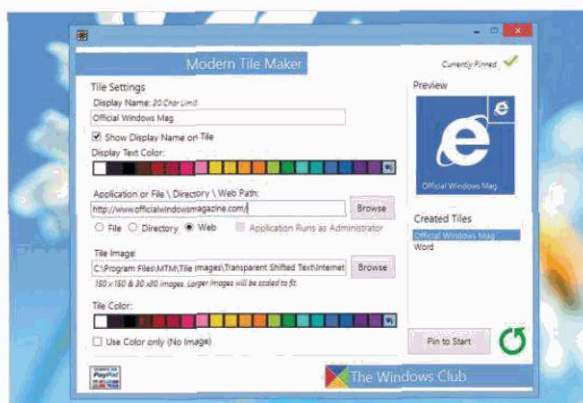 Modern Tile Maker
Currently Pinned
Tile Settings
Display Name: 20 Char Limit
Official Windows Mag
Show Display Name on Tile
Display Text Color:
Application or File \ Directory \ Web Path:
http://www.officialwindowsmagazine.com/
Browse
File
Directory
Web
Application Runs as Administrator
Tile Image:
C:\Program Files\MTM\Tile Images\Transparent Shifted Text\Internet
Browse
150 x 150 & 30 x30 images. Larger images will be scaled to fit.
Tile Color:
Use Color only (No Image)
PayPal
Preview
Official Windows Mag
Created Tiles
Official Windows Mag
Word
Pin to Start
The Windows Club